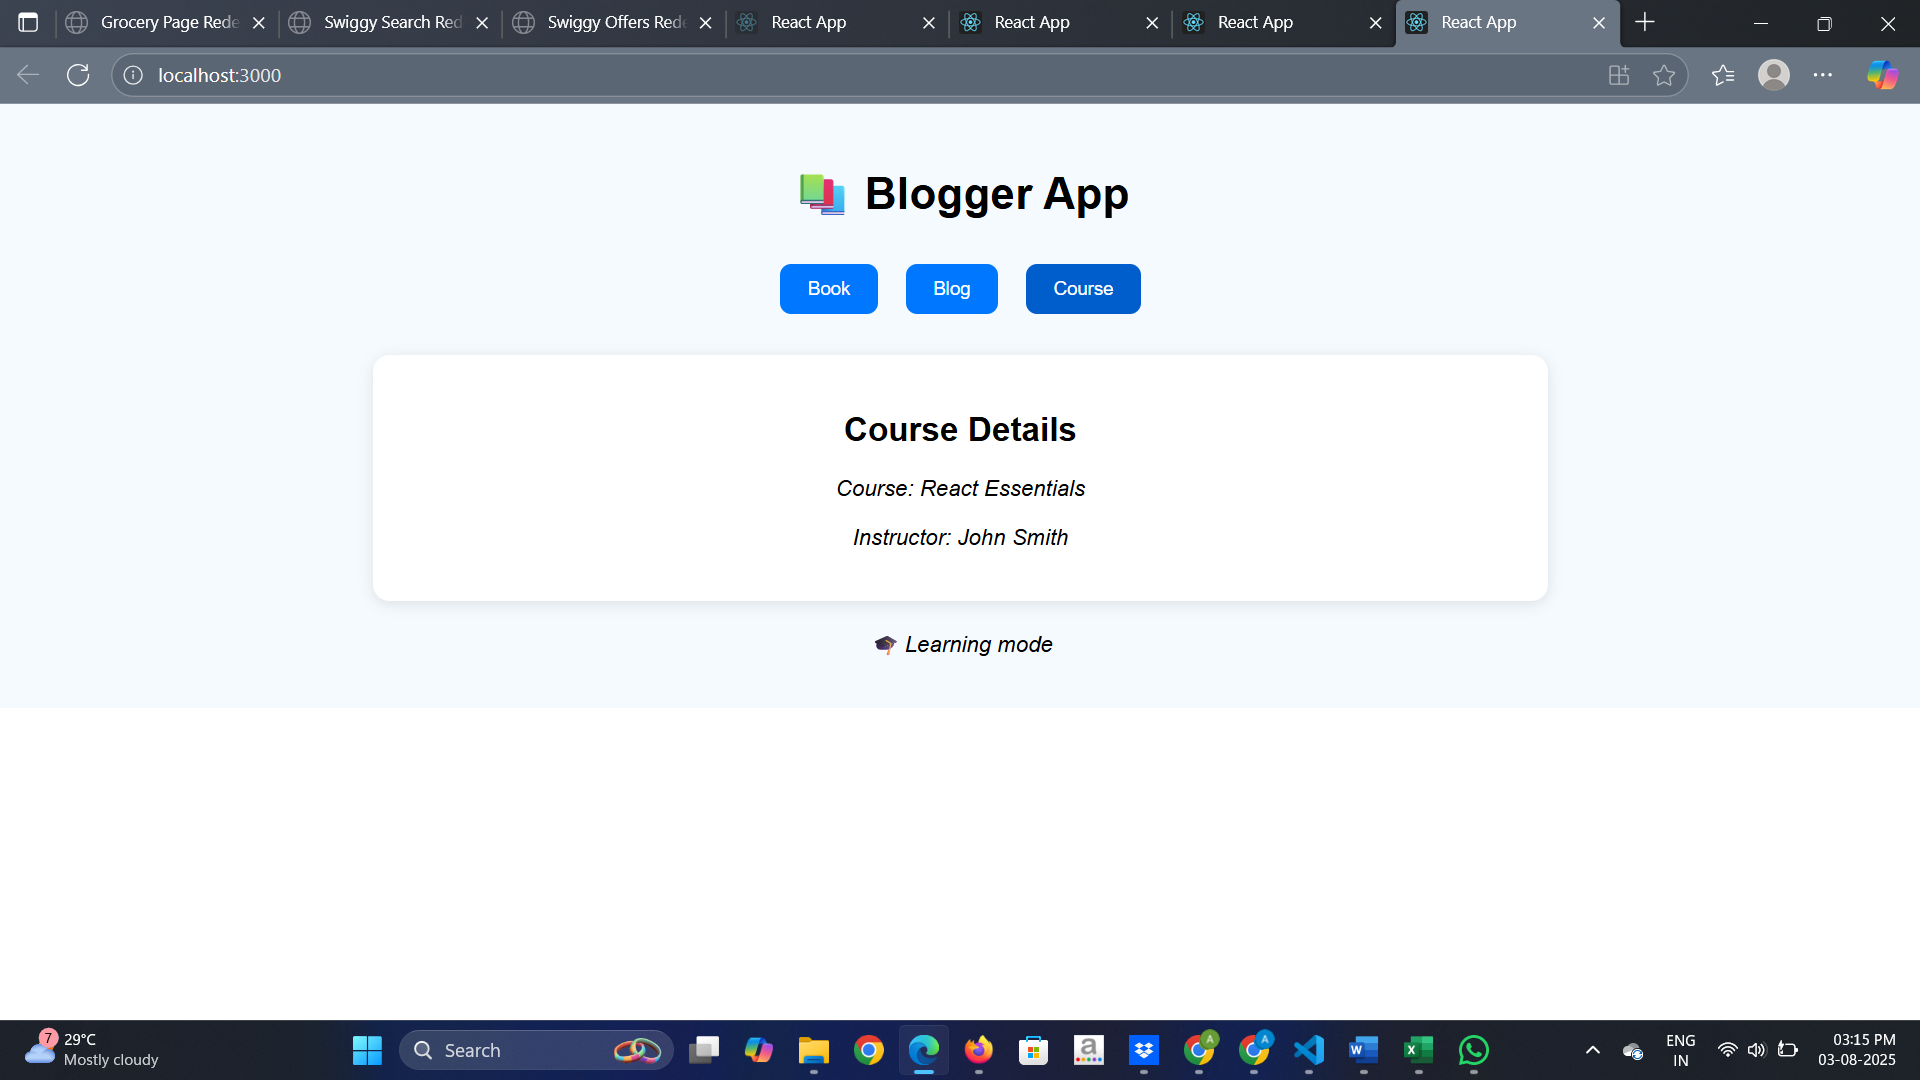 Grocery Page Rede
Swiggy Search Red
Swiggy Offers Rede
React App
React App
React App
React App
localhost:3000
Blogger App
Book
Blog
Course
Course Details
Course: React Essentials
Instructor: John Smith
Learning mode
7
29°C
Mostly cloudy
Search
a
A
A
W
X
ENG
IN
03:15 PM
03-08-2025